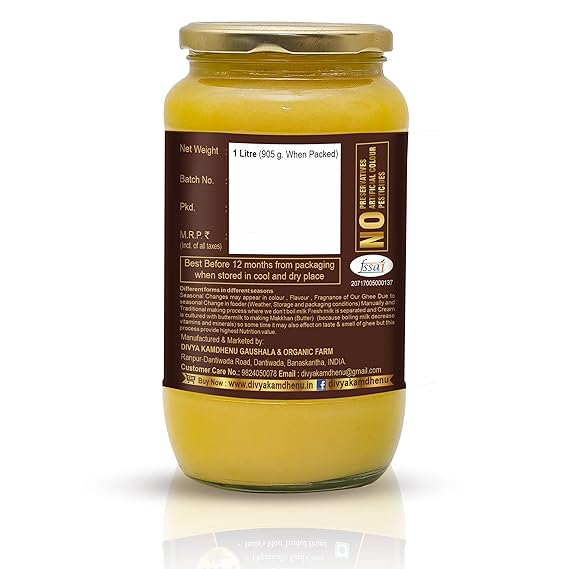 Net Weight : 1 Litre (905 g. When Packed)
Batch No. :
Pkd. :
M.R.P. ₹ :
(Incl. of all taxes)
NO
PRESERVATIVES
ARTIFICIAL COLOUR
PESTICIDES
Best Before 12 months from packaging
when stored in cool and dry place
fssai
20717005000137
Different forms in different seasons
Seasonal Changes may appear in colour , Flavour , Fragnance of Our Ghee Due to
seasonal Change in fooder (Weather, Storage and packaging conditions) Manually and
Traditional making process where we don't boil milk Fresh milk is separated and Cream
is cultured with buttermilk to making Makkhan (Butter) (because boiling milk decrease
vitamins and minerals) so some time it may also effect on taste & smell of ghee but this
process provide highest Nutrition value.
Manufactured & Marketed by:
DIVYA KAMDHENU GAUSHALA & ORGANIC FARM
Ranpur-Dantiwada Road, Dantiwada, Banaskantha, INDIA.
Customer Care No.: 9824050078 Email : divyakamdhenu@gmail.com
Buy Now : www.divyakamdhenu.in f divyakamdhenu